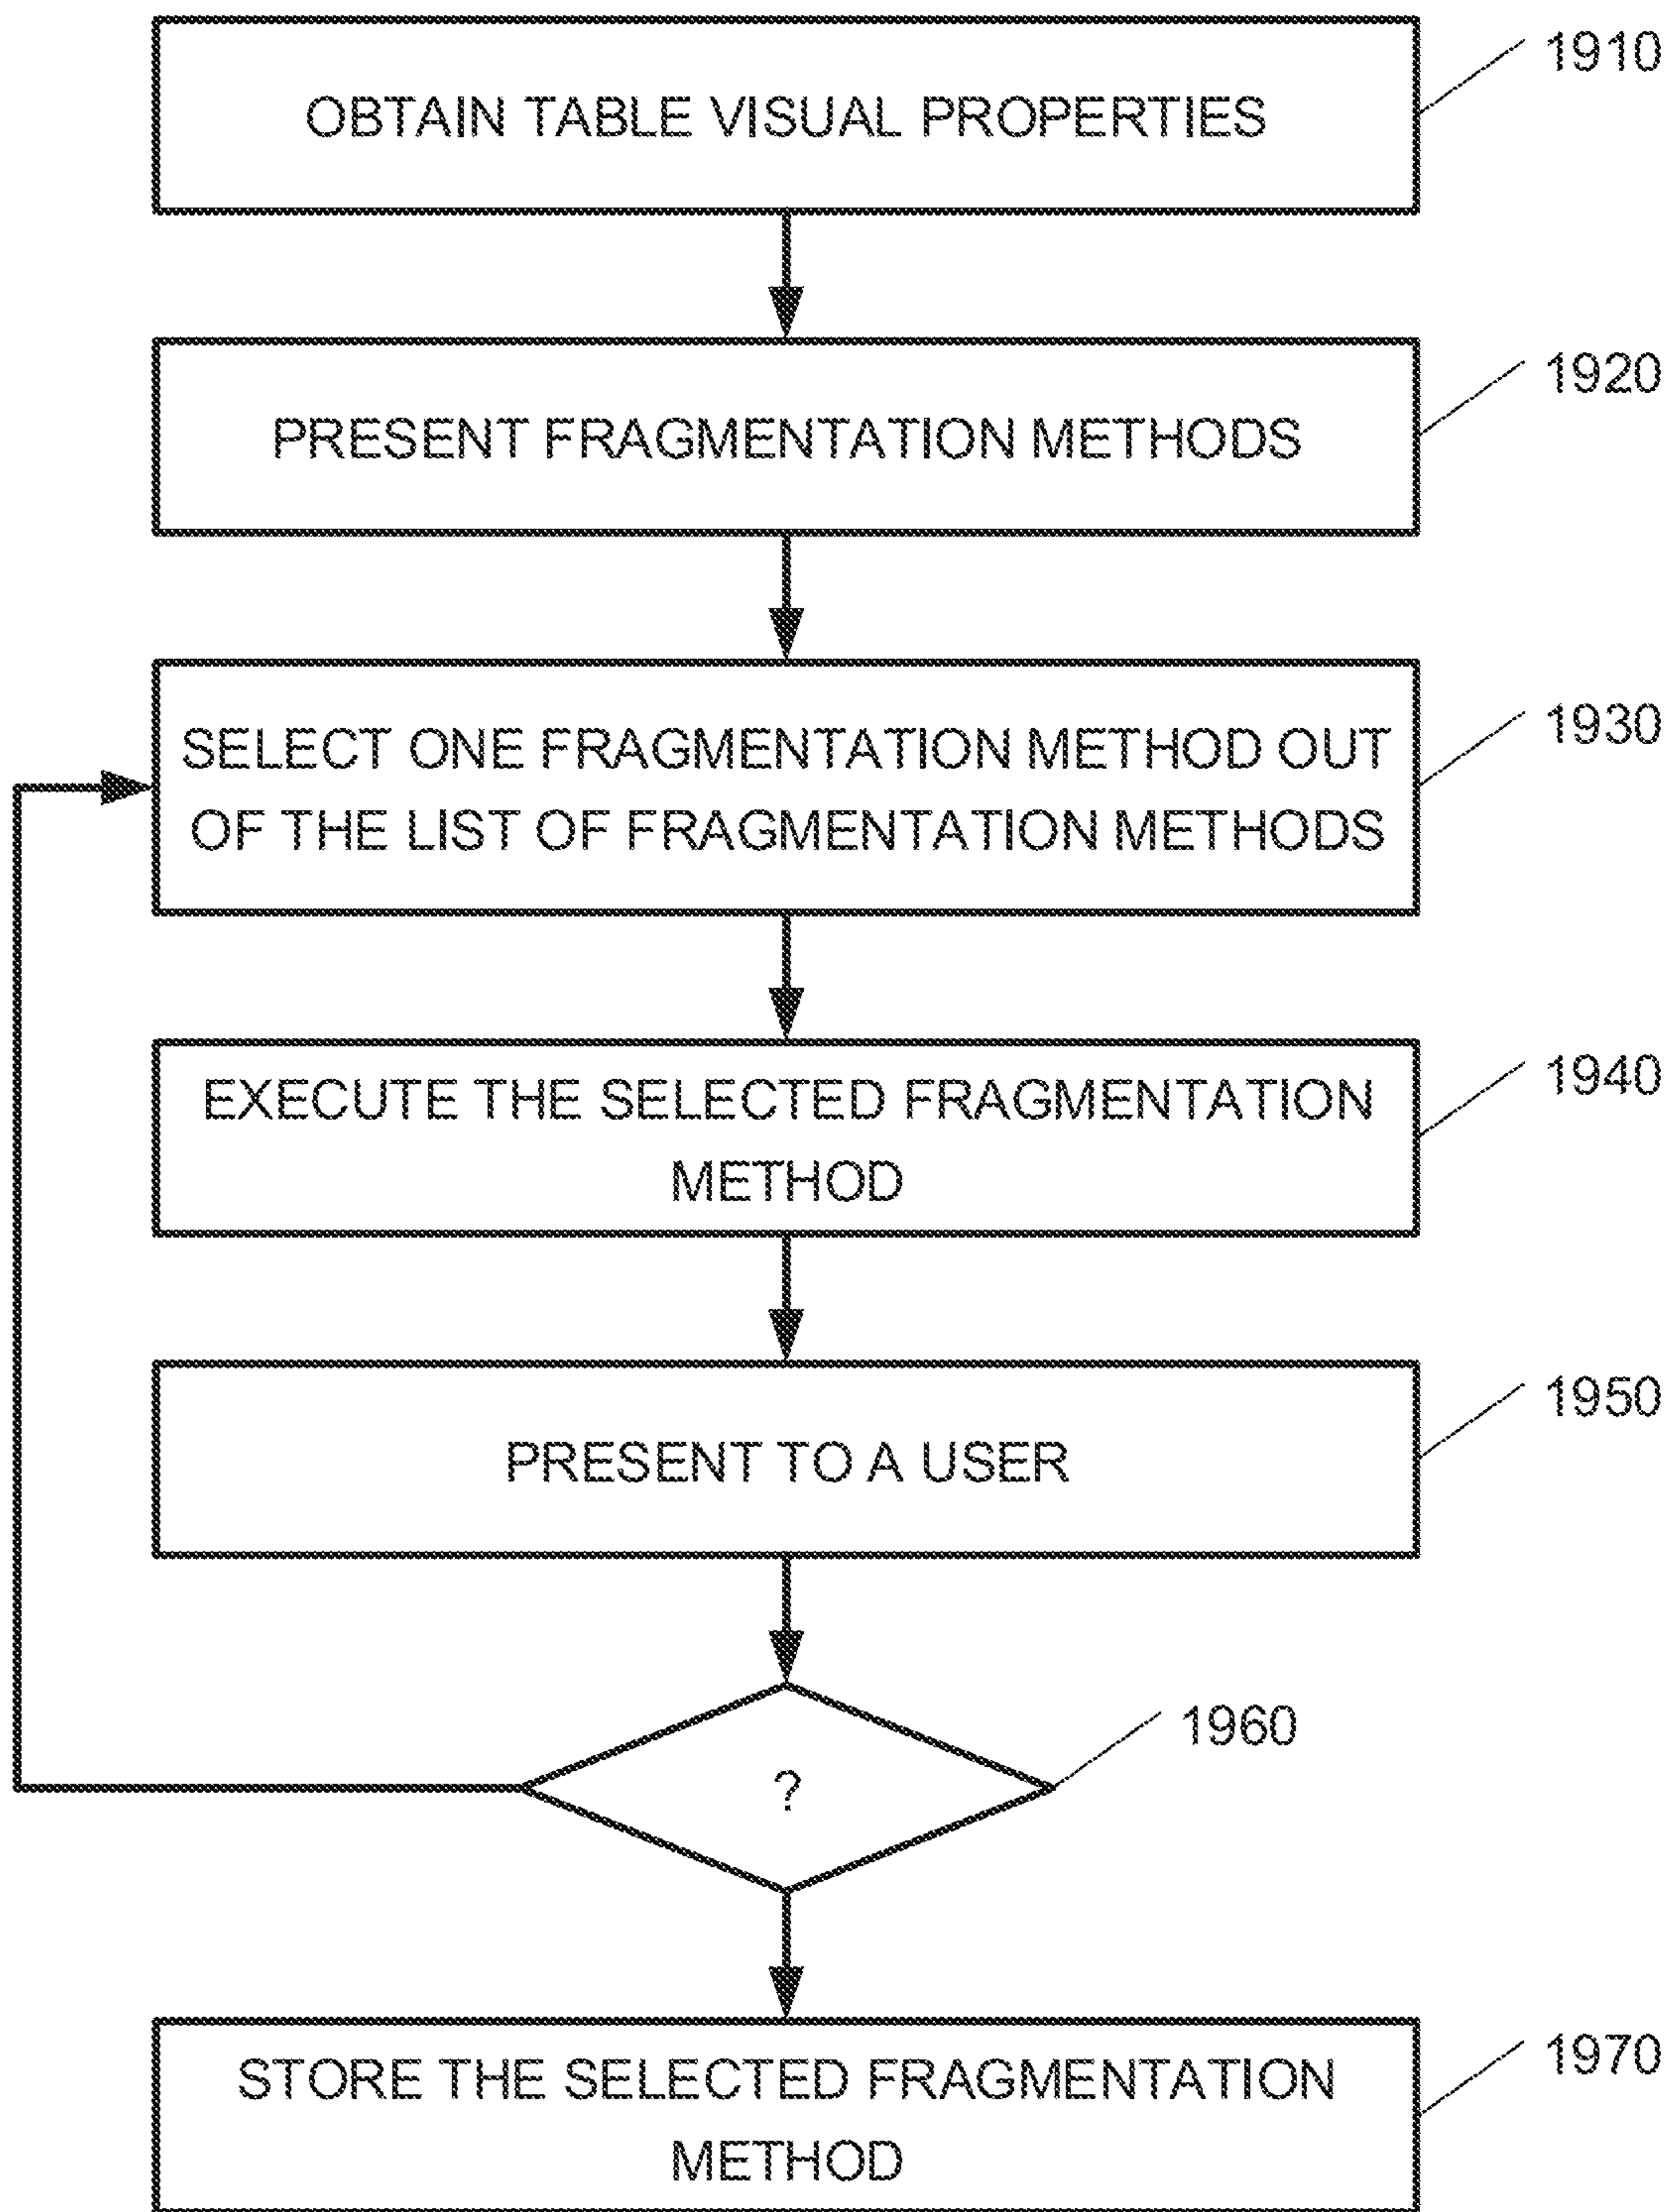 OBTAIN TABLE VISUAL PROPERTIES
1910
PRESENT FRAGMENTATION METHODS
1920
SELECT ONE FRAGMENTATION METHOD OUT
OF THE LIST OF FRAGMENTATION METHODS
1930
EXECUTE THE SELECTED FRAGMENTATION
METHOD
1940
PRESENT TO A USER
1950
?
1960
STORE THE SELECTED FRAGMENTATION
METHOD
1970